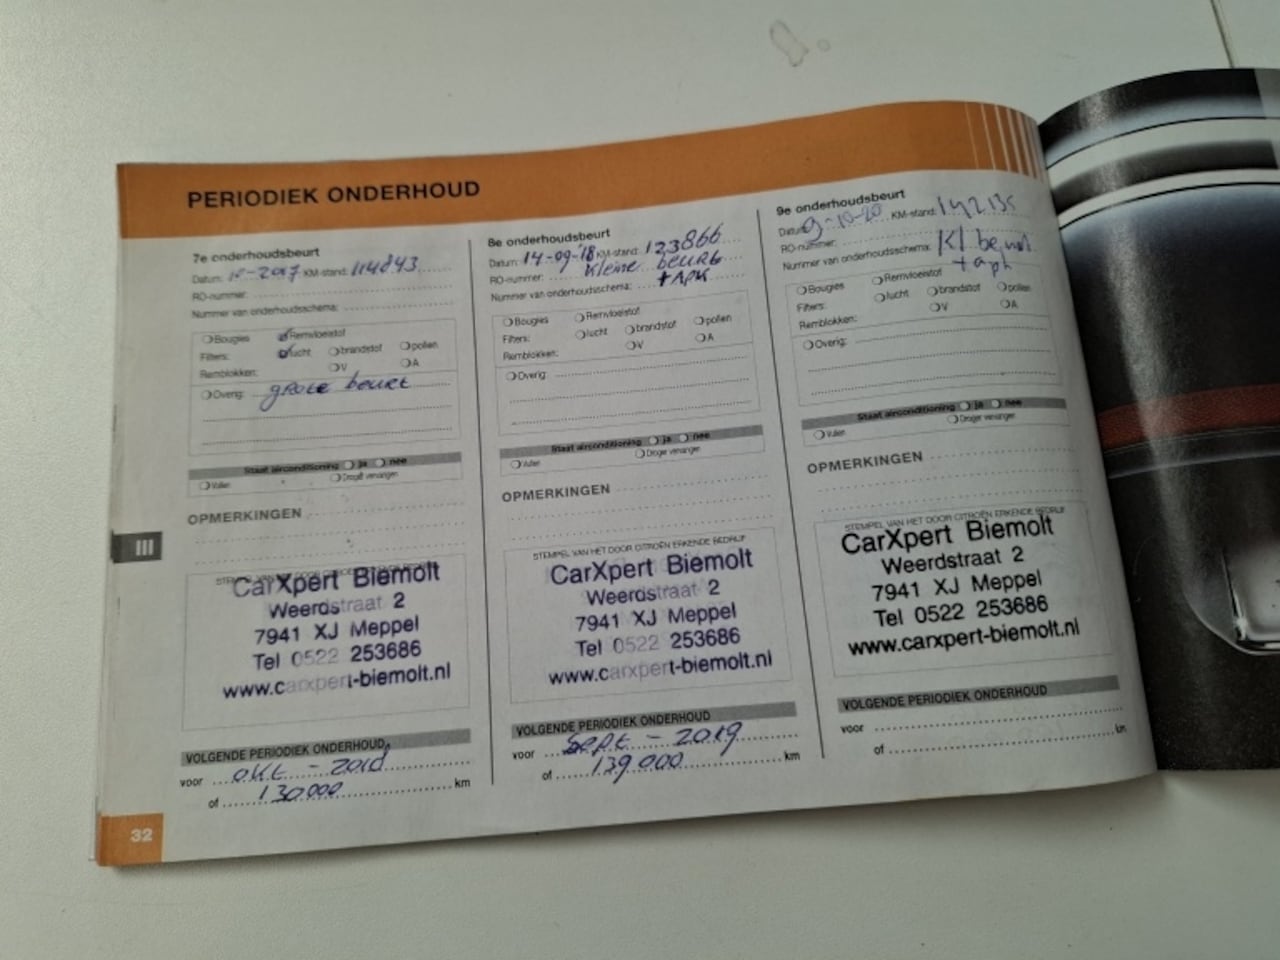 PERIODIEK ONDERHOUD
7e onderhoudsbeurt
Datum: 10-2017 KM-stand: 114843
RO-nummer:
Nummer van onderhoudsschema:
Bougies Remvloeistof
Filters: lucht brandstof pollen
Remblokken: V A
Overig: grote beurt
Staat airconditioning ja nee
Vullen Droger vervangen
OPMERKINGEN
CarXpert Biemolt
Weerdstraat 2
7941 XJ Meppel
Tel 0522 253686
www.carxpert-biemolt.nl
VOLGENDE PERIODIEK ONDERHOUD
voor okt - 2018
of 130000 km
8e onderhoudsbeurt
Datum: 14-09-'18 KM-stand: 123866
RO-nummer: Kleine beurt
Nummer van onderhoudsschema: + APK
Bougies Remvloeistof
Filters: lucht brandstof pollen
Remblokken: V A
Overig:
Staat airconditioning ja nee
Vullen Droger vervangen
OPMERKINGEN
STEMPEL VAN HET DOOR CITROËN ERKENDE BEDRIJF
CarXpert Biemolt
Weerdstraat 2
7941 XJ Meppel
Tel 0522 253686
www.carxpert-biemolt.nl
VOLGENDE PERIODIEK ONDERHOUD
voor Sept - 2019
of 139.000 km
9e onderhoudsbeurt
Datum: 9-10-20 KM-stand: 142135
RO-nummer:
Nummer van onderhoudsschema: Kl beurt
+ apk
Bougies Remvloeistof
Filters: lucht brandstof pollen
Remblokken: V A
Overig:
Staat airconditioning ja nee
Vullen Droger vervangen
OPMERKINGEN
STEMPEL VAN HET DOOR CITROËN ERKENDE BEDRIJF
CarXpert Biemolt
Weerdstraat 2
7941 XJ Meppel
Tel 0522 253686
www.carxpert-biemolt.nl
VOLGENDE PERIODIEK ONDERHOUD
voor
of km
III
32